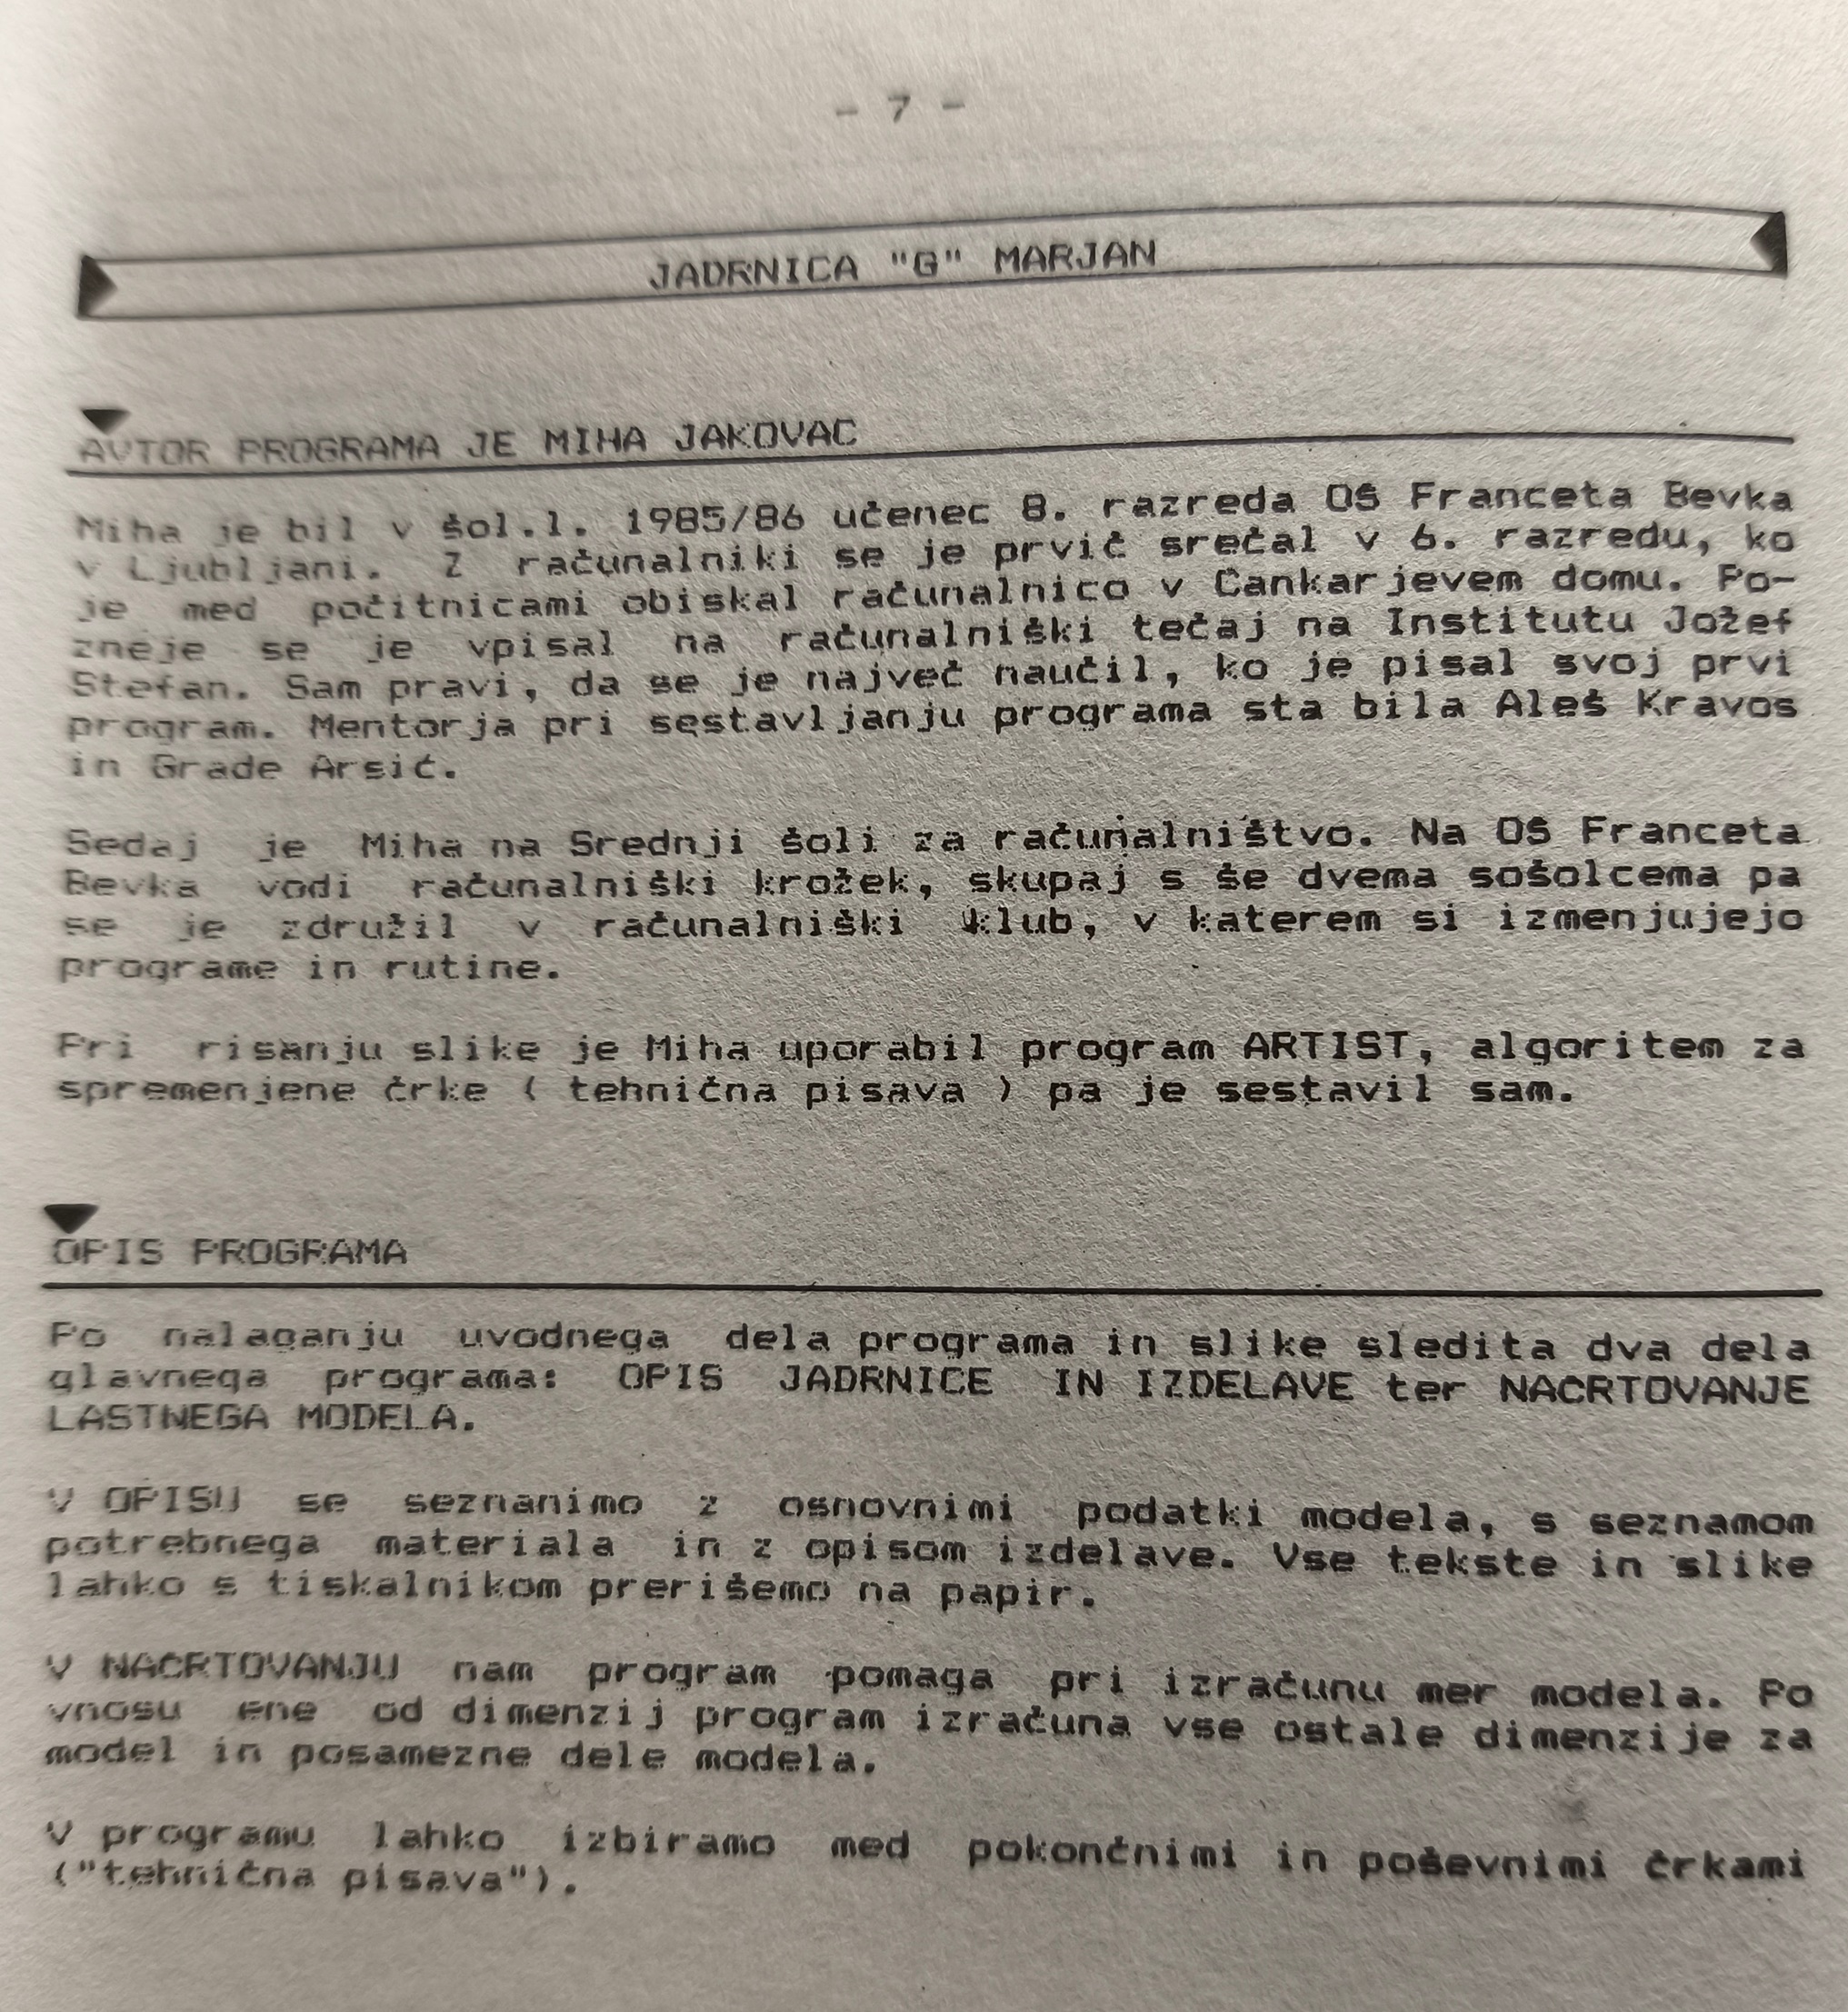 - 7 -
JADRNICA "G" MARJAN
AVTOR PROGRAMA JE MIHA JAKOVAC
Miha je bil v šol.l. 1985/86 učenec 8. razreda OŠ Franceta Bevka
v Ljubljani. Z računalniki se je prvič srečal v 6. razredu, ko
je med počitnicami obiskal računalnico v Cankarjevem domu. Po-
zneje se je vpisal na računalniški tečaj na Institutu Jožef
Stefan. Sam pravi, da se je največ naučil, ko je pisal svoj prvi
program. Mentorja pri sestavljanju programa sta bila Aleš Kravos
in Grade Arsić.
Sedaj je Miha na Srednji šoli za računalništvo. Na OŠ Franceta
Bevka vodi računalniški krožek, skupaj s še dvema sošolcema pa
se je združil v računalniški klub, v katerem si izmenjujejo
programe in rutine.
Pri risanju slike je Miha uporabil program ARTIST, algoritem za
spremenjene črke ( tehnična pisava ) pa je sestavil sam.
OPIS PROGRAMA
Po nalaganju uvodnega dela programa in slike sledita dva dela
glavnega programa: OPIS JADRNICE IN IZDELAVE ter NAČRTOVANJE
LASTNEGA MODELA.
V OPISU se seznanimo z osnovnimi podatki modela, s seznamom
potrebnega materiala in z opisom izdelave. Vse tekste in slike
lahko s tiskalnikom prerišemo na papir.
V NAČRTOVANJU nam program pomaga pri izračunu mer modela. Po
vnosu ene od dimenzij program izračuna vse ostale dimenzije za
model in posamezne dele modela.
V programu lahko izbiramo med pokončnimi in poševnimi črkami
("tehnična pisava").